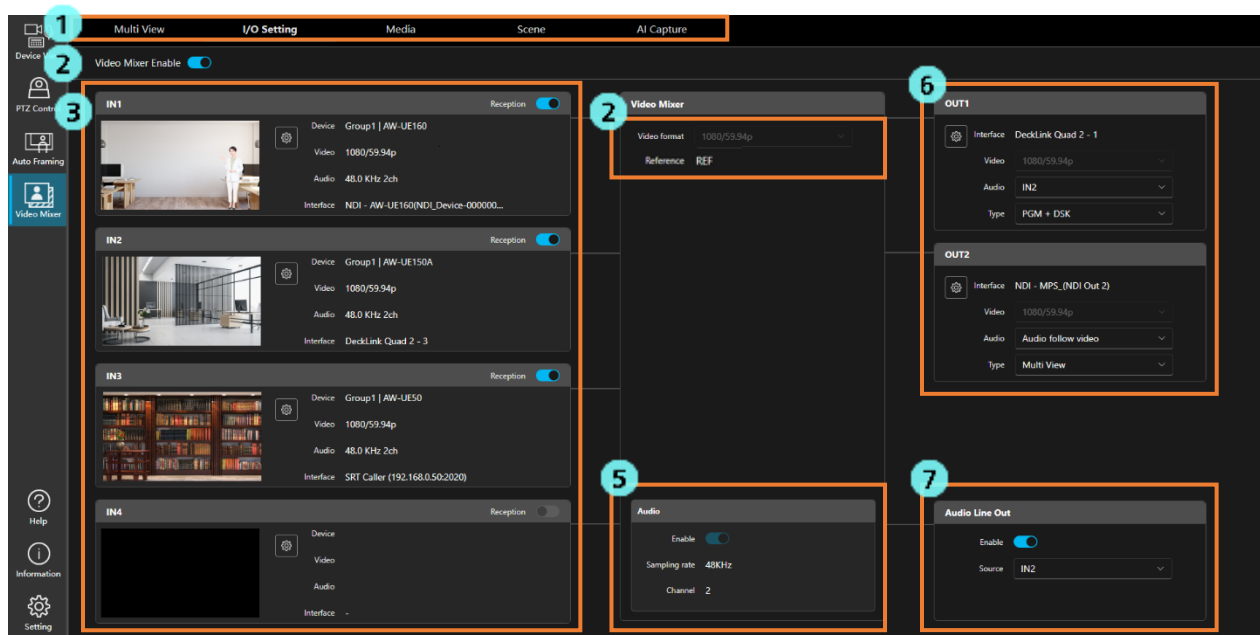 1
Multi View
I/O Setting
Media
Scene
AI Capture
Device
PTZ Control
Auto Framing
Video Mixer
Help
Information
Setting
2
Video Mixer Enable
3
IN1
Reception
Device Group1 | AW-UE160
Video 1080/59.94p
Audio 48.0 KHz 2ch
Interface NDI - AW-UE160(NDI_Device-000000...
IN2
Reception
Device Group1 | AW-UE150A
Video 1080/59.94p
Audio 48.0 KHz 2ch
Interface DeckLink Quad 2 - 3
IN3
Reception
Device Group1 | AW-UE50
Video 1080/59.94p
Audio 48.0 KHz 2ch
Interface SRT Caller (192.168.0.50:2020)
IN4
Reception
Device
Video
Audio
Interface -
2
Video Mixer
Video format 1080/59.94p
Reference REF
5
Audio
Enable
Sampling rate 48KHz
Channel 2
6
OUT1
Interface DeckLink Quad 2 - 1
Video 1080/59.94p
Audio IN2
Type PGM + DSK
OUT2
Interface NDI - MPS_(NDI Out 2)
Video 1080/59.94p
Audio Audio follow video
Type Multi View
7
Audio Line Out
Enable
Source IN2